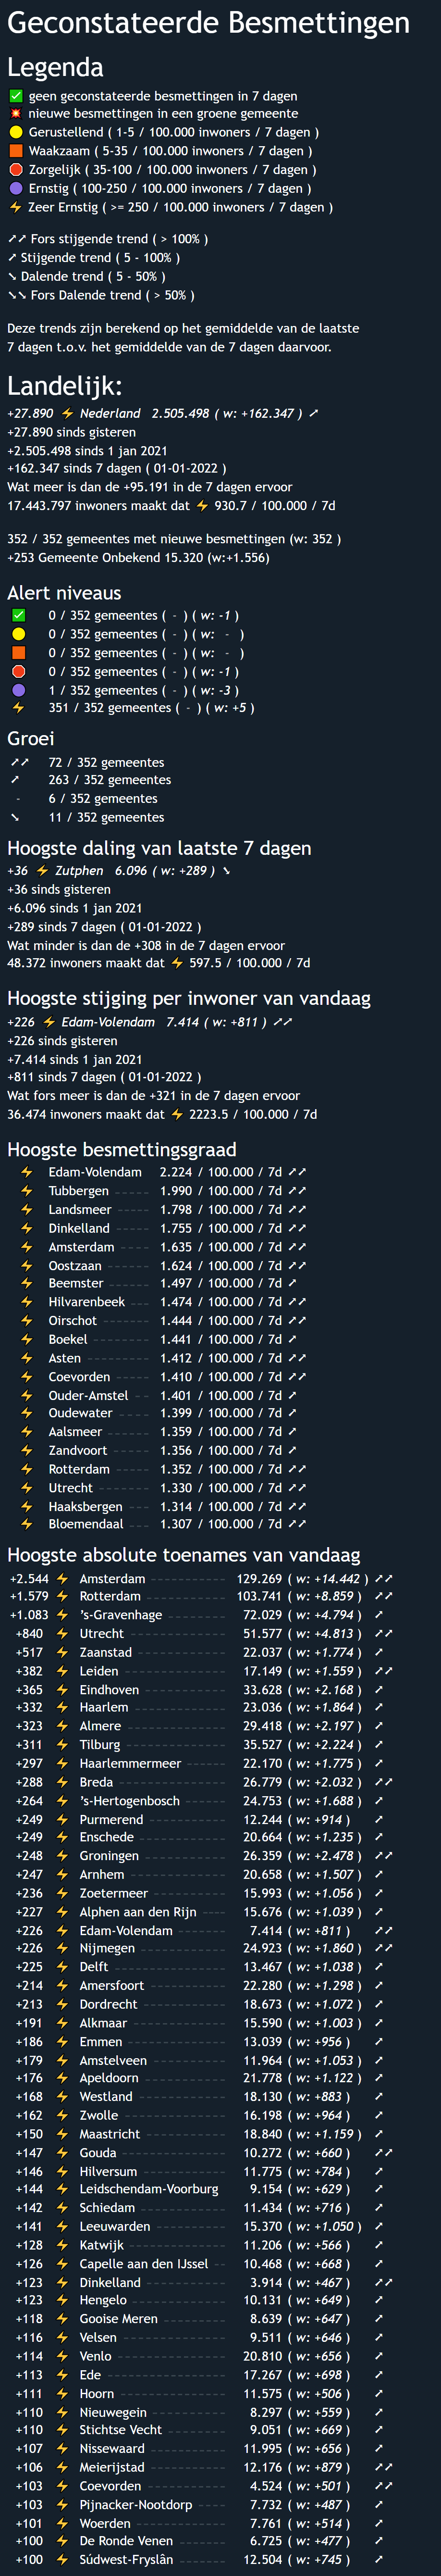 Geconstateerde Besmettingen
Legenda
✅ geen geconstateerde besmettingen in 7 dagen
💥 nieuwe besmettingen in een groene gemeente
🟡 Gerustellend ( 1-5 / 100.000 inwoners / 7 dagen )
🟧 Waakzaam ( 5-35 / 100.000 inwoners / 7 dagen )
🛑 Zorgelijk ( 35-100 / 100.000 inwoners / 7 dagen )
🟣 Ernstig ( 100-250 / 100.000 inwoners / 7 dagen )
⚡ Zeer Ernstig ( >= 250 / 100.000 inwoners / 7 dagen )
➚➚ Fors stijgende trend ( > 100% )
➚ Stijgende trend ( 5 - 100% )
➘ Dalende trend ( 5 - 50% )
➘➘ Fors Dalende trend ( > 50% )
Deze trends zijn berekend op het gemiddelde van de laatste
7 dagen t.o.v. het gemiddelde van de 7 dagen daarvoor.
Landelijk:
+27.890 ⚡ Nederland 2.505.498 ( w: +162.347 ) ➚
+27.890 sinds gisteren
+2.505.498 sinds 1 jan 2021
+162.347 sinds 7 dagen ( 01-01-2022 )
Wat meer is dan de +95.191 in de 7 dagen ervoor
17.443.797 inwoners maakt dat ⚡ 930.7 / 100.000 / 7d
352 / 352 gemeentes met nieuwe besmettingen (w: 352 )
+253 Gemeente Onbekend 15.320 (w:+1.556)
Alert niveaus
✅ 0 / 352 gemeentes ( - ) ( w: -1 )
🟡 0 / 352 gemeentes ( - ) ( w: - )
🟧 0 / 352 gemeentes ( - ) ( w: - )
🛑 0 / 352 gemeentes ( - ) ( w: -1 )
🟣 1 / 352 gemeentes ( - ) ( w: -3 )
⚡ 351 / 352 gemeentes ( - ) ( w: +5 )
Groei
➚➚ 72 / 352 gemeentes
➚ 263 / 352 gemeentes
- 6 / 352 gemeentes
➘ 11 / 352 gemeentes
Hoogste daling van laatste 7 dagen
+36 ⚡ Zutphen 6.096 ( w: +289 ) ➘
+36 sinds gisteren
+6.096 sinds 1 jan 2021
+289 sinds 7 dagen ( 01-01-2022 )
Wat minder is dan de +308 in de 7 dagen ervoor
48.372 inwoners maakt dat ⚡ 597.5 / 100.000 / 7d
Hoogste stijging per inwoner van vandaag
+226 ⚡ Edam-Volendam 7.414 ( w: +811 ) ➚➚
+226 sinds gisteren
+7.414 sinds 1 jan 2021
+811 sinds 7 dagen ( 01-01-2022 )
Wat fors meer is dan de +321 in de 7 dagen ervoor
36.474 inwoners maakt dat ⚡ 2223.5 / 100.000 / 7d
Hoogste besmettingsgraad
⚡ Edam-Volendam 2.224 / 100.000 / 7d ➚➚
⚡ Tubbergen ----- 1.990 / 100.000 / 7d ➚➚
⚡ Landsmeer ----- 1.798 / 100.000 / 7d ➚➚
⚡ Dinkelland ----- 1.755 / 100.000 / 7d ➚➚
⚡ Amsterdam ---- 1.635 / 100.000 / 7d ➚➚
⚡ Oostzaan ------ 1.624 / 100.000 / 7d ➚➚
⚡ Beemster ------ 1.497 / 100.000 / 7d ➚
⚡ Hilvarenbeek --- 1.474 / 100.000 / 7d ➚➚
⚡ Oirschot ------- 1.444 / 100.000 / 7d ➚➚
⚡ Boekel -------- 1.441 / 100.000 / 7d ➚
⚡ Asten --------- 1.412 / 100.000 / 7d ➚➚
⚡ Coevorden ----- 1.410 / 100.000 / 7d ➚➚
⚡ Ouder-Amstel -- 1.401 / 100.000 / 7d ➚
⚡ Oudewater ---- 1.399 / 100.000 / 7d ➚
⚡ Aalsmeer ------ 1.359 / 100.000 / 7d ➚
⚡ Zandvoort ----- 1.356 / 100.000 / 7d ➚
⚡ Rotterdam ----- 1.352 / 100.000 / 7d ➚➚
⚡ Utrecht -------- 1.330 / 100.000 / 7d ➚➚
⚡ Haaksbergen --- 1.314 / 100.000 / 7d ➚➚
⚡ Bloemendaal --- 1.307 / 100.000 / 7d ➚➚
Hoogste absolute toenames van vandaag
+2.544 ⚡ Amsterdam ----------- 129.269 ( w: +14.442 ) ➚➚
+1.579 ⚡ Rotterdam ----------- 103.741 ( w: +8.859 ) ➚➚
+1.083 ⚡ ’s-Gravenhage --------- 72.029 ( w: +4.794 ) ➚
+840 ⚡ Utrecht --------------- 51.577 ( w: +4.813 ) ➚➚
+517 ⚡ Zaanstad ------------- 22.037 ( w: +1.774 ) ➚
+382 ⚡ Leiden ---------------- 17.149 ( w: +1.559 ) ➚➚
+365 ⚡ Eindhoven ------------ 33.628 ( w: +2.168 ) ➚
+332 ⚡ Haarlem -------------- 23.036 ( w: +1.864 ) ➚
+323 ⚡ Almere --------------- 29.418 ( w: +2.197 ) ➚
+311 ⚡ Tilburg ---------------- 35.527 ( w: +2.224 ) ➚
+297 ⚡ Haarlemmermeer ------ 22.170 ( w: +1.775 ) ➚
+288 ⚡ Breda ---------------- 26.779 ( w: +2.032 ) ➚➚
+264 ⚡ ’s-Hertogenbosch ------ 24.753 ( w: +1.688 ) ➚
+249 ⚡ Purmerend ------------ 12.244 ( w: +914 ) ➚
+249 ⚡ Enschede ------------- 20.664 ( w: +1.235 ) ➚
+248 ⚡ Groningen ------------ 26.359 ( w: +2.478 ) ➚➚
+247 ⚡ Arnhem -------------- 20.658 ( w: +1.507 ) ➚
+236 ⚡ Zoetermeer ----------- 15.993 ( w: +1.056 ) ➚
+227 ⚡ Alphen aan den Rijn ---- 15.676 ( w: +1.039 ) ➚
+226 ⚡ Edam-Volendam -------- 7.414 ( w: +811 ) ➚➚
+226 ⚡ Nijmegen ------------- 24.923 ( w: +1.860 ) ➚➚
+225 ⚡ Delft ----------------- 13.467 ( w: +1.038 ) ➚
+214 ⚡ Amersfoort ----------- 22.280 ( w: +1.298 ) ➚
+213 ⚡ Dordrecht ------------ 18.673 ( w: +1.072 ) ➚
+191 ⚡ Alkmaar -------------- 15.590 ( w: +1.003 ) ➚
+186 ⚡ Emmen --------------- 13.039 ( w: +956 ) ➚
+179 ⚡ Amstelveen ----------- 11.964 ( w: +1.053 ) ➚
+176 ⚡ Apeldoorn ------------ 21.778 ( w: +1.122 ) ➚
+168 ⚡ Westland ------------- 18.130 ( w: +883 ) ➚
+162 ⚡ Zwolle ---------------- 16.198 ( w: +964 ) ➚
+150 ⚡ Maastricht ------------ 18.840 ( w: +1.159 ) ➚
+147 ⚡ Gouda ---------------- 10.272 ( w: +660 ) ➚➚
+146 ⚡ Hilversum ------------ 11.775 ( w: +784 ) ➚
+144 ⚡ Leidschendam-Voorburg 9.154 ( w: +629 ) ➚
+142 ⚡ Schiedam ------------- 11.434 ( w: +716 ) ➚
+141 ⚡ Leeuwarden ----------- 15.370 ( w: +1.050 ) ➚
+128 ⚡ Katwijk --------------- 11.206 ( w: +566 ) ➚
+126 ⚡ Capelle aan den IJssel -- 10.468 ( w: +668 ) ➚
+123 ⚡ Dinkelland ------------ 3.914 ( w: +467 ) ➚➚
+123 ⚡ Hengelo -------------- 10.131 ( w: +649 ) ➚
+118 ⚡ Gooise Meren --------- 8.639 ( w: +647 ) ➚
+116 ⚡ Velsen ---------------- 9.511 ( w: +646 ) ➚
+114 ⚡ Venlo ---------------- 20.810 ( w: +656 ) ➚
+113 ⚡ Ede ------------------ 17.267 ( w: +698 ) ➚
+111 ⚡ Hoorn ---------------- 11.575 ( w: +506 ) ➚
+110 ⚡ Nieuwegein ----------- 8.297 ( w: +559 ) ➚
+110 ⚡ Stichtse Vecht --------- 9.051 ( w: +669 ) ➚
+107 ⚡ Nissewaard ----------- 11.995 ( w: +656 ) ➚
+106 ⚡ Meierijstad ------------ 12.176 ( w: +879 ) ➚➚
+103 ⚡ Coevorden ------------ 4.524 ( w: +501 ) ➚➚
+103 ⚡ Pijnacker-Nootdorp ----- 7.732 ( w: +487 ) ➚
+101 ⚡ Woerden ------------- 7.761 ( w: +514 ) ➚
+100 ⚡ De Ronde Venen ------- 6.725 ( w: +477 ) ➚
+100 ⚡ Súdwest-Fryslân ------- 12.504 ( w: +745 ) ➚